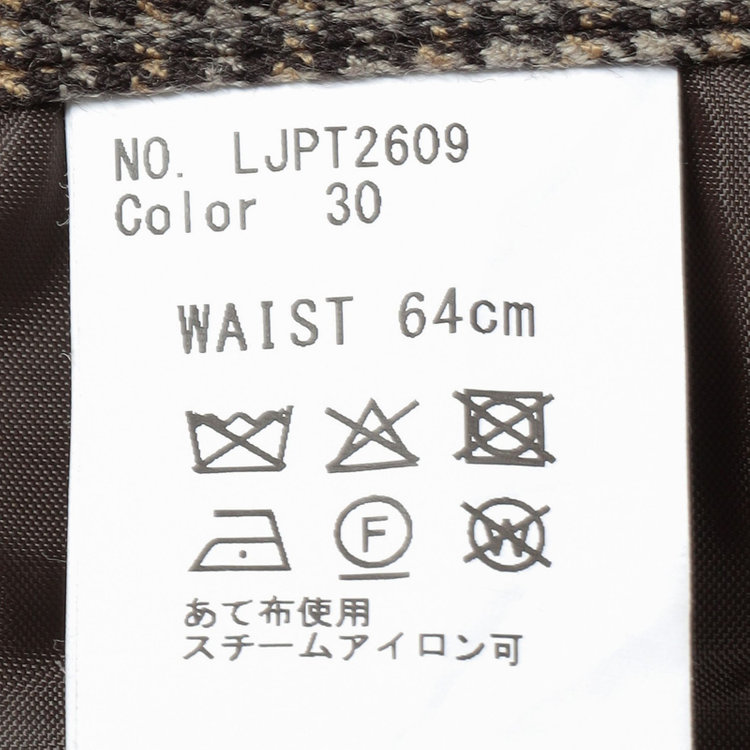 NO. LJPT2609
Color 30
WAIST 64cm
F W
あて布使用
スチームアイロン可